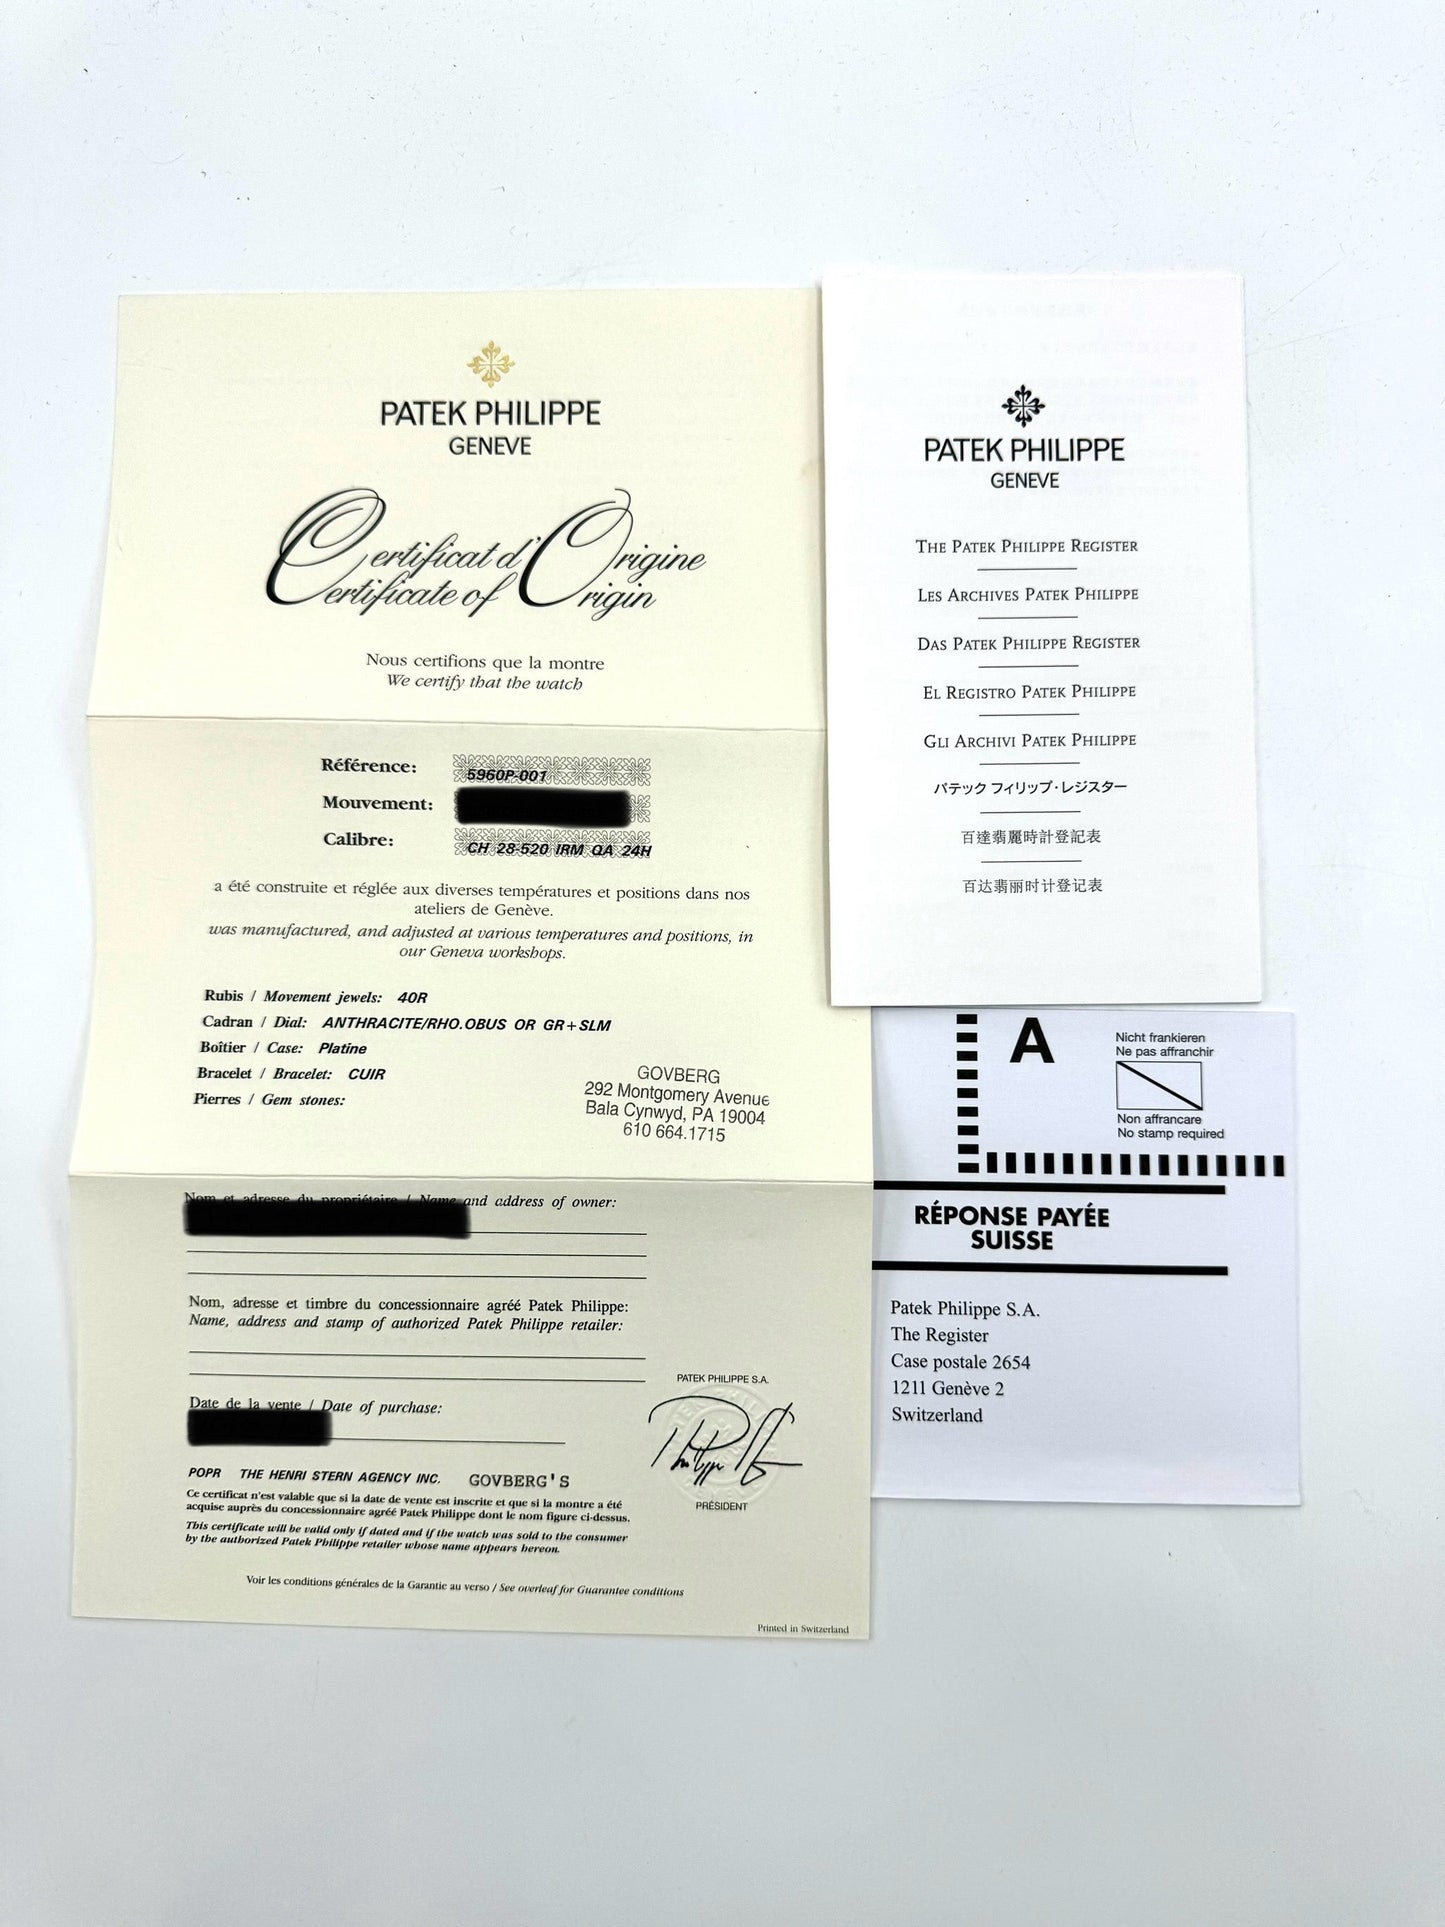 PATEK PHILIPPE
GENEVE
Certificat d'Origine
Certificate of Origin
Nous certifions que la montre
We certify that the watch
Référence: 5960P-001
Mouvement:
Calibre: CH 28-520 IRM QA 24H
a été construite et réglée aux diverses températures et positions dans nos
ateliers de Genève.
was manufactured, and adjusted at various temperatures and positions, in
our Geneva workshops.
Rubis / Movement jewels: 40R
Cadran / Dial: ANTHRACITE/RHO.OBUS OR GR+SLM
Boîtier / Case: Platine
Bracelet / Bracelet: CUIR
Pierres / Gem stones:
GOVBERG
292 Montgomery Avenue
Bala Cynwyd, PA 19004
610 664.1715
Nom et adresse du propriétaire / Name and address of owner:
Nom, adresse et timbre du concessionnaire agréé Patek Philippe:
Name, address and stamp of authorized Patek Philippe retailer:
Date de la vente / Date of purchase:
PATEK PHILIPPE S.A.
PRÉSIDENT
POPR THE HENRI STERN AGENCY INC. GOVBERG'S
Ce certificat n'est valable que si la date de vente est inscrite et que si la montre a été
acquise auprès du concessionnaire agréé Patek Philippe dont le nom figure ci-dessus.
This certificate will be valid only if dated and if the watch was sold to the consumer
by the authorized Patek Philippe retailer whose name appears hereon.
Voir les conditions générales de la Garantie au verso / See overleaf for Guarantee conditions
Printed in Switzerland
PATEK PHILIPPE
GENEVE
THE PATEK PHILIPPE REGISTER
LES ARCHIVES PATEK PHILIPPE
DAS PATEK PHILIPPE REGISTER
EL REGISTRO PATEK PHILIPPE
GLI ARCHIVI PATEK PHILIPPE
パテック フィリップ・レジスター
百達翡麗時計登記表
百达翡丽时计登记表
A
Nicht frankieren
Ne pas affranchir
Non affrancare
No stamp required
RÉPONSE PAYÉE
SUISSE
Patek Philippe S.A.
The Register
Case postale 2654
1211 Genève 2
Switzerland